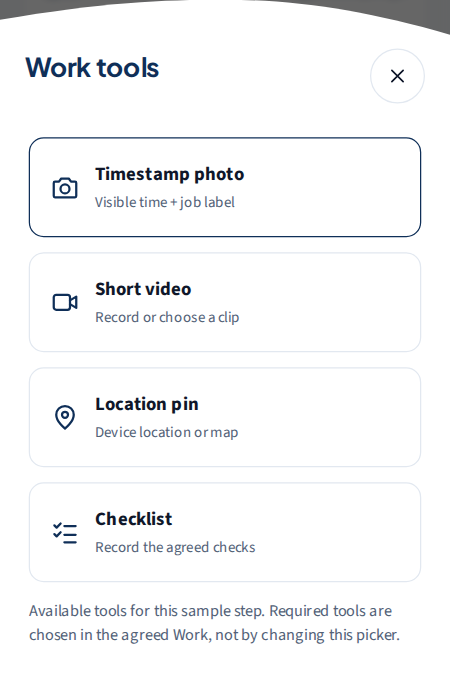 Work tools
Timestamp photo
Visible time + job label
Short video
Record or choose a clip
Location pin
Device location or map
Checklist
Record the agreed checks
Available tools for this sample step. Required tools are
chosen in the agreed Work, not by changing this picker.